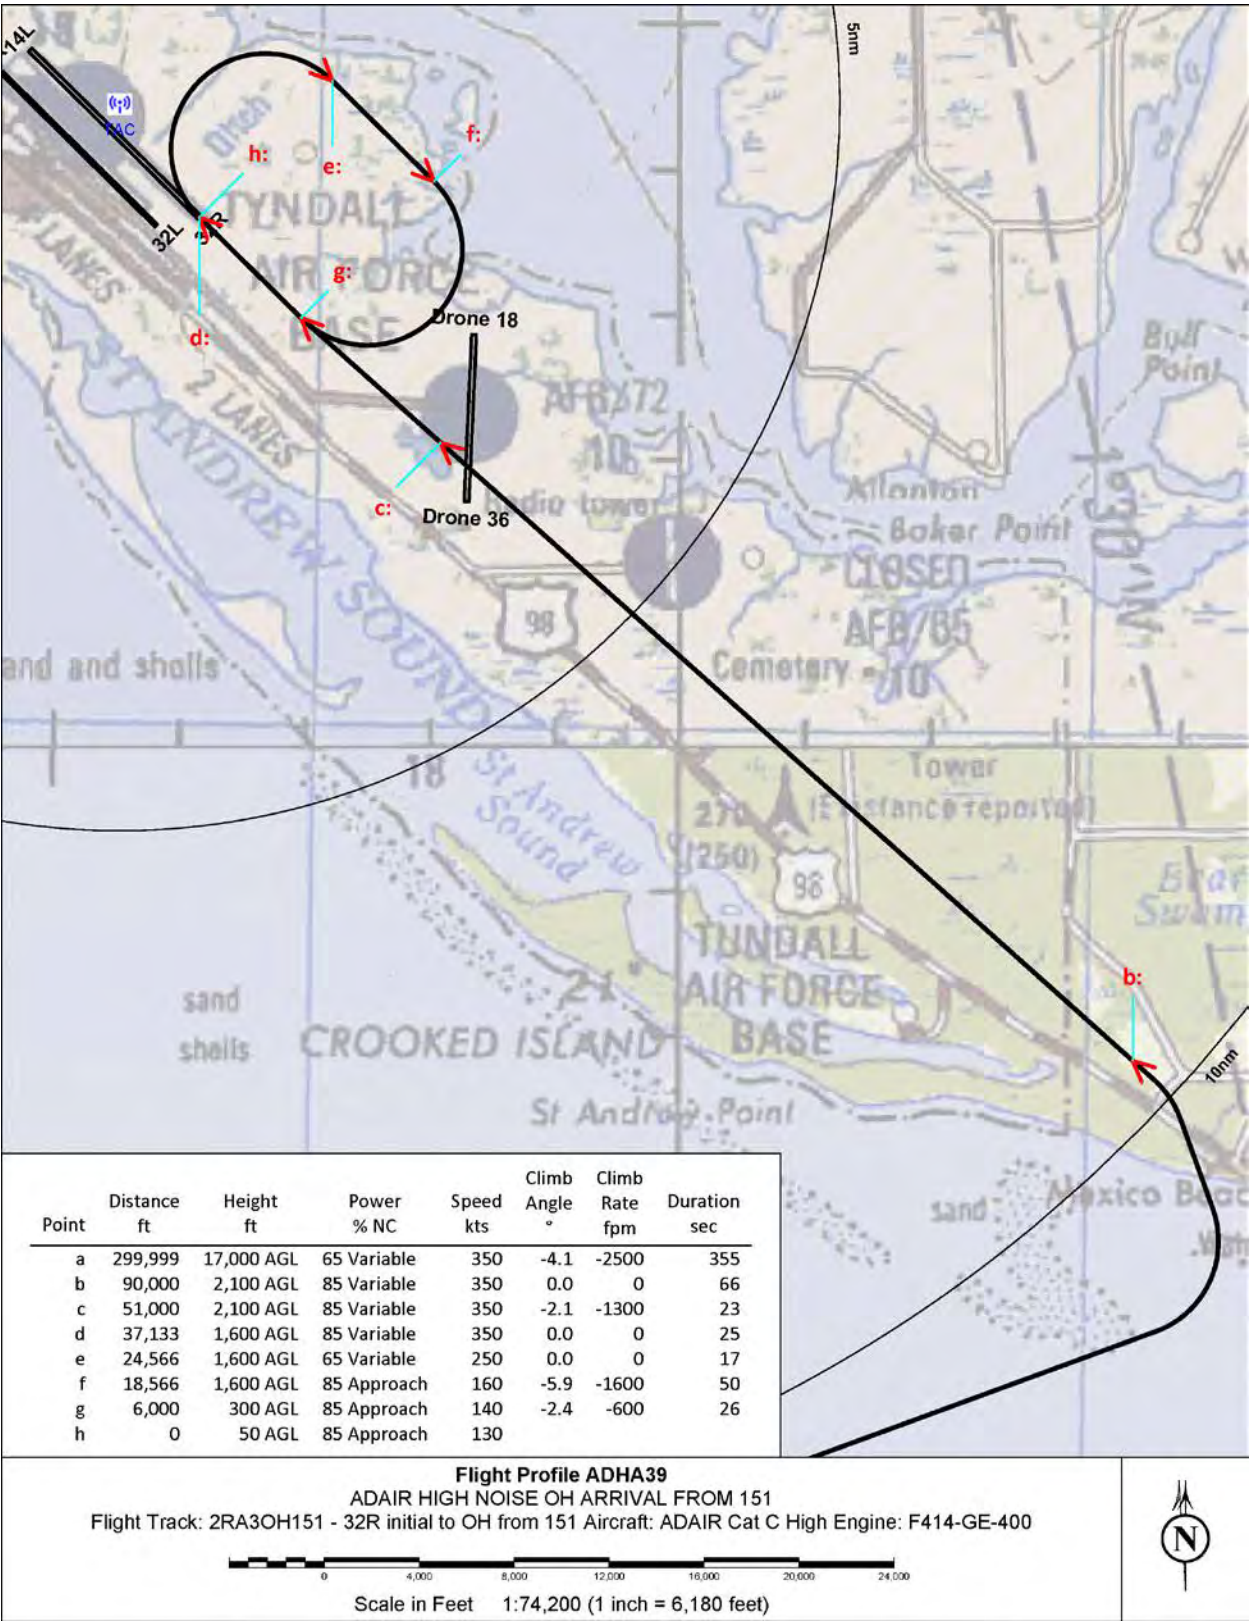 14L
5nm
TAC
Ditch
h:
e:
f:
TYNDALL
32L
32R
AIR FORCE
g:
LANES
BASE
d:
Drone 18
Bull
Point
2 LANES
AFB/72
10
ST ANDREW SOUND
c:
Radio tower
Drone 36
Allanton
Baker Point
CLOSED
AFB/65
98
and and shells
Cemetery
10
18
St Andrew
Sound
Tower
270
(250)
98
Swam
TUNDALL
21
AIR FORCE
b:
sand
shells
CROOKED ISLAND
BASE
10nm
St Andrew Point
sand
Mexico Beac
Point Distance ft Height ft Power % NC Speed kts Climb Angle ° Climb Rate fpm Duration sec
a 299,999 17,000 AGL 65 Variable 350 -4.1 -2500 355
b 90,000 2,100 AGL 85 Variable 350 0.0 0 66
c 51,000 2,100 AGL 85 Variable 350 -2.1 -1300 23
d 37,133 1,600 AGL 85 Variable 350 0.0 0 25
e 24,566 1,600 AGL 65 Variable 250 0.0 0 17
f 18,566 1,600 AGL 85 Approach 160 -5.9 -1600 50
g 6,000 300 AGL 85 Approach 140 -2.4 -600 26
h 0 50 AGL 85 Approach 130
Flight Profile ADHA39
ADAIR HIGH NOISE OH ARRIVAL FROM 151
Flight Track: 2RA3OH151 - 32R initial to OH from 151 Aircraft: ADAIR Cat C High Engine: F414-GE-400
N
0 4,000 8,000 12,000 16,000 20,000 24,000
Scale in Feet 1:74,200 (1 inch = 6,180 feet)